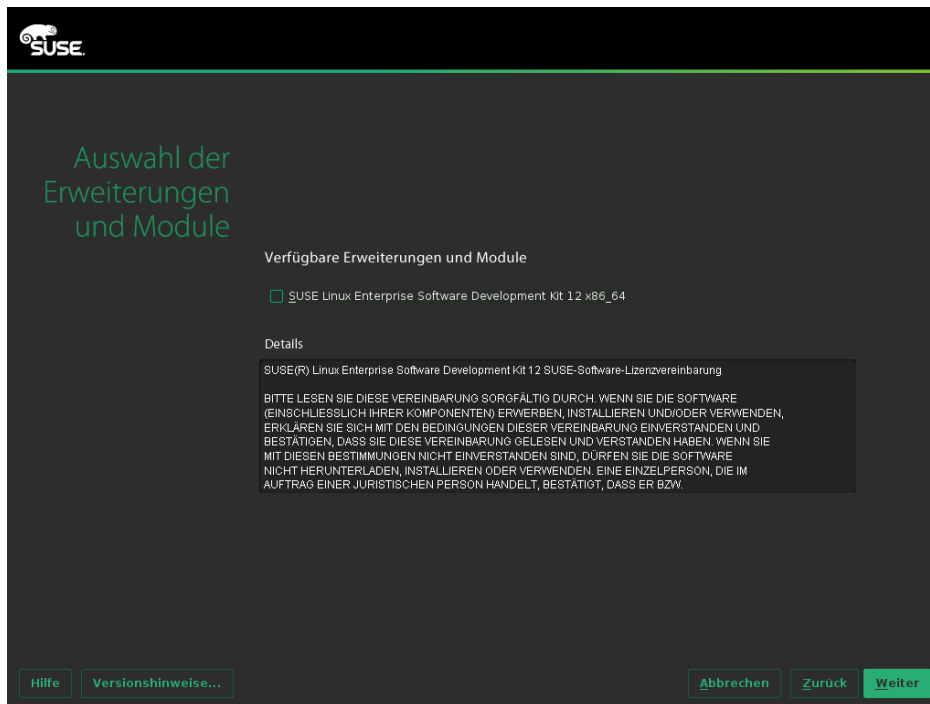 SUSE.
Auswahl der
Erweiterungen
und Module
Verfügbare Erweiterungen und Module
SUSE Linux Enterprise Software Development Kit 12 x86_64
Details
SUSE(R) Linux Enterprise Software Development Kit 12 SUSE-Software-Lizenzvereinbarung
BITTE LESEN SIE DIESE VEREINBARUNG SORGFÄLTIG DURCH. WENN SIE DIE SOFTWARE
(EINSCHLIESSLICH IHRER KOMPONENTEN) ERWERBEN, INSTALLIEREN UND/ODER VERWENDEN,
ERKLÄREN SIE SICH MIT DEN BEDINGUNGEN DIESER VEREINBARUNG EINVERSTANDEN UND
BESTÄTIGEN, DASS SIE DIESE VEREINBARUNG GELESEN UND VERSTANDEN HABEN. WENN SIE
MIT DIESEN BESTIMMUNGEN NICHT EINVERSTANDEN SIND, DÜRFEN SIE DIE SOFTWARE
NICHT HERUNTERLADEN, INSTALLIEREN ODER VERWENDEN. EINE EINZELPERSON, DIE IM
AUFTRAG EINER JURISTISCHEN PERSON HANDELT, BESTÄTIGT, DASS ER BZW.
Hilfe
Versionshinweise...
Abbrechen
Zurück
Weiter